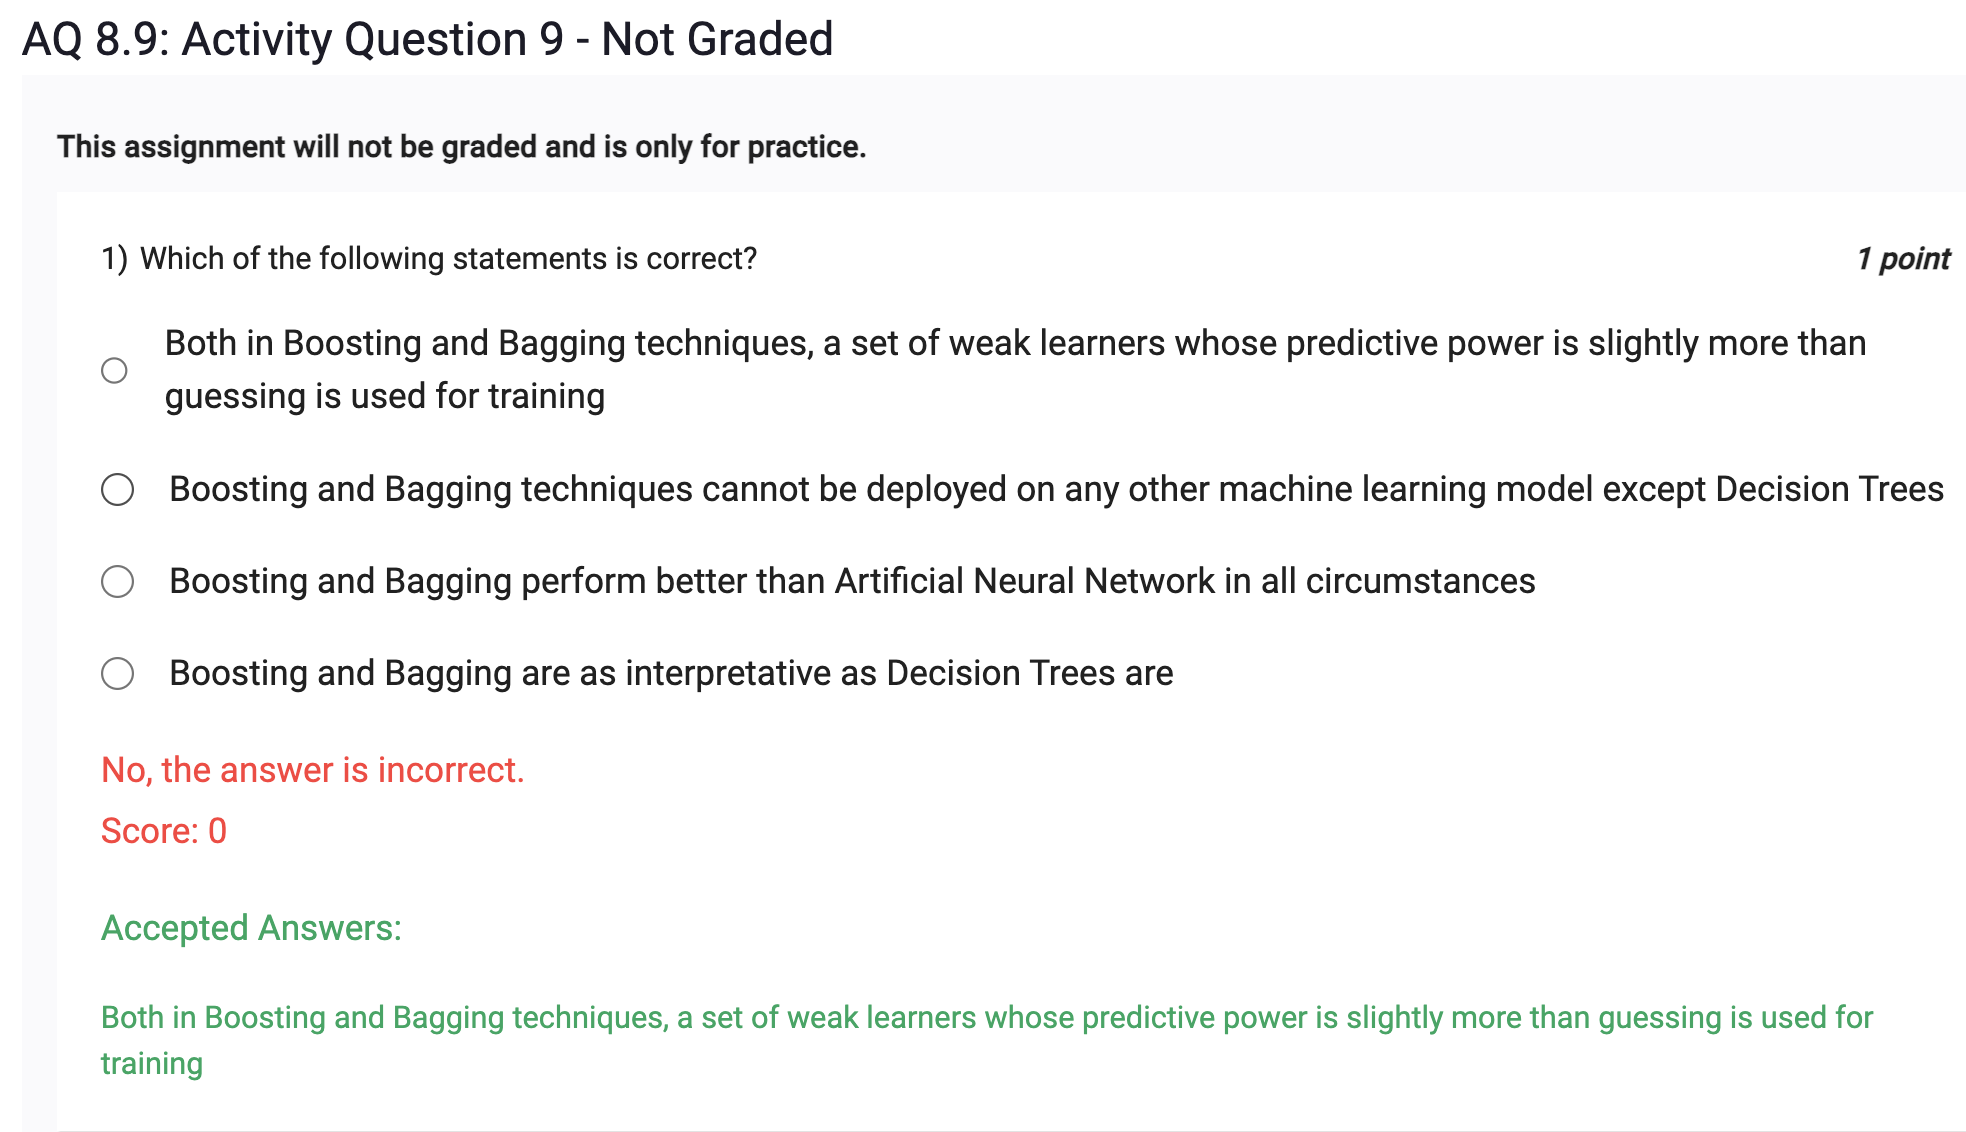 AQ 8.9: Activity Question 9 - Not Graded
This assignment will not be graded and is only for practice.
1) Which of the following statements is correct?
1 point
Both in Boosting and Bagging techniques, a set of weak learners whose predictive power is slightly more than
guessing is used for training
Boosting and Bagging techniques cannot be deployed on any other machine learning model except Decision Trees
Boosting and Bagging perform better than Artificial Neural Network in all circumstances
Boosting and Bagging are as interpretative as Decision Trees are
No, the answer is incorrect.
Score: 0
Accepted Answers:
Both in Boosting and Bagging techniques, a set of weak learners whose predictive power is slightly more than guessing is used for
training